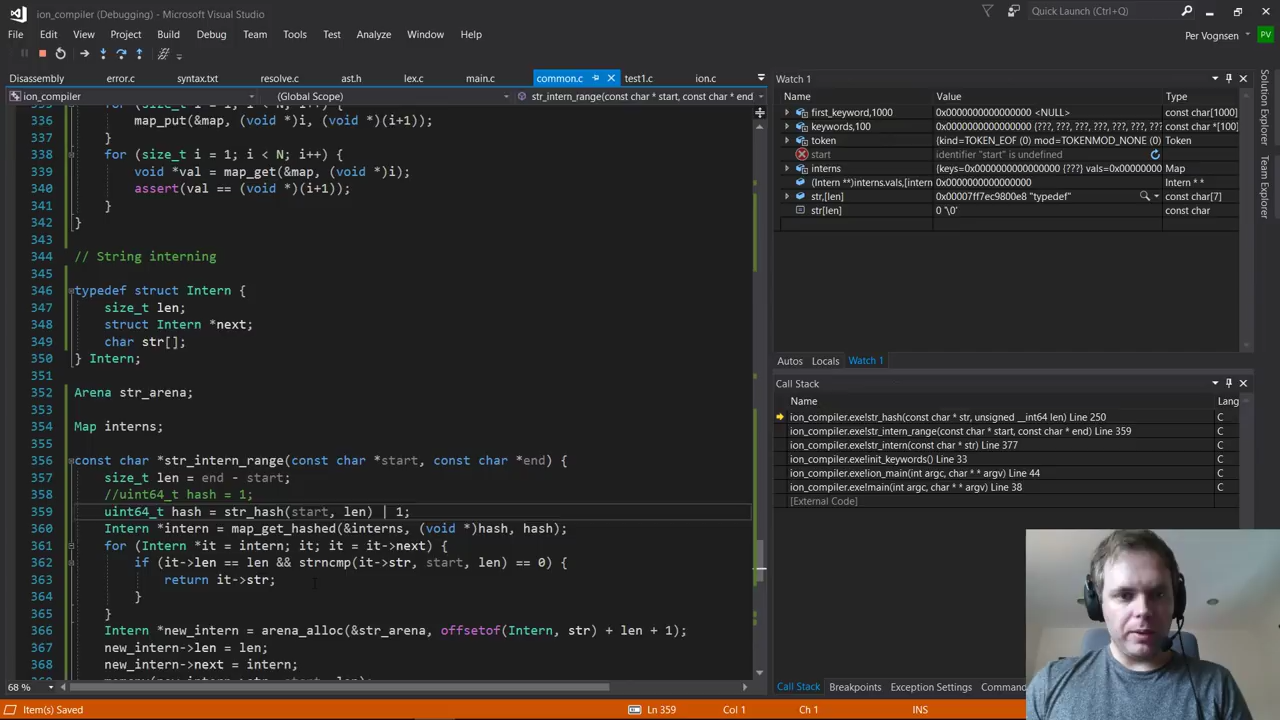 ion_compiler (Debugging) - Microsoft Visual Studio
Quick Launch (Ctrl+Q)
File Edit View Project Build Debug Team Tools Test Analyze Window Help
Per Vognsen PV
Disassembly error.c syntax.txt resolve.c ast.h lex.c main.c common.c test1.c ion.c
ion_compiler (Global Scope) str_intern_range(const char * start, const char * end
336 map_put(&map, (void *)i, (void *)(i+1));
337 }
338 for (size_t i = 1; i < N; i++) {
339 void *val = map_get(&map, (void *)i);
340 assert(val == (void *)(i+1));
341 }
342 }
343
344 // String interning
345
346 typedef struct Intern {
347 size_t len;
348 struct Intern *next;
349 char str[];
350 } Intern;
351
352 Arena str_arena;
353
354 Map interns;
355
356 const char *str_intern_range(const char *start, const char *end) {
357 size_t len = end - start;
358 //uint64_t hash = 1;
359 uint64_t hash = str_hash(start, len) | 1;
360 Intern *intern = map_get_hashed(&interns, (void *)hash, hash);
361 for (Intern *it = intern; it; it = it->next) {
362 if (it->len == len && strncmp(it->str, start, len) == 0) {
363 return it->str;
364 }
365 }
366 Intern *new_intern = arena_alloc(&str_arena, offsetof(Intern, str) + len + 1);
367 new_intern->len = len;
368 new_intern->next = intern;
68 %
Watch 1
Name Value Type
first_keyword,1000 0x0000000000000000 <NULL> const char[1000]
keywords,100 0x0000000000000000 {???, ???, ???, ???, ???, ???, const char *[100]
token {kind=TOKEN_EOF (0) mod=TOKENMOD_NONE (0) Token
start identifier "start" is undefined
interns {keys=0x0000000000000000 {???} vals=0x00000000 Map
(Intern **)interns.vals,[intern 0x0000000000000000 Intern * *
str,[len] 0x00007ff7ec9800e8 "typedef" const char[7]
str[len] 0 '\0' const char
Autos Locals Watch 1
Call Stack
Name Lang
ion_compiler.exe!str_hash(const char * str, unsigned __int64 len) Line 250 C
ion_compiler.exe!str_intern_range(const char * start, const char * end) Line 359 C
ion_compiler.exe!str_intern(const char * str) Line 377 C
ion_compiler.exe!init_keywords() Line 33 C
ion_compiler.exe!ion_main(int argc, char * * argv) Line 44 C
ion_compiler.exe!main(int argc, char * * argv) Line 38 C
[External Code]
Call Stack Breakpoints Exception Settings
Solution Explorer
Team Explorer
Item(s) Saved Ln 359 Col 1 Ch 1 INS